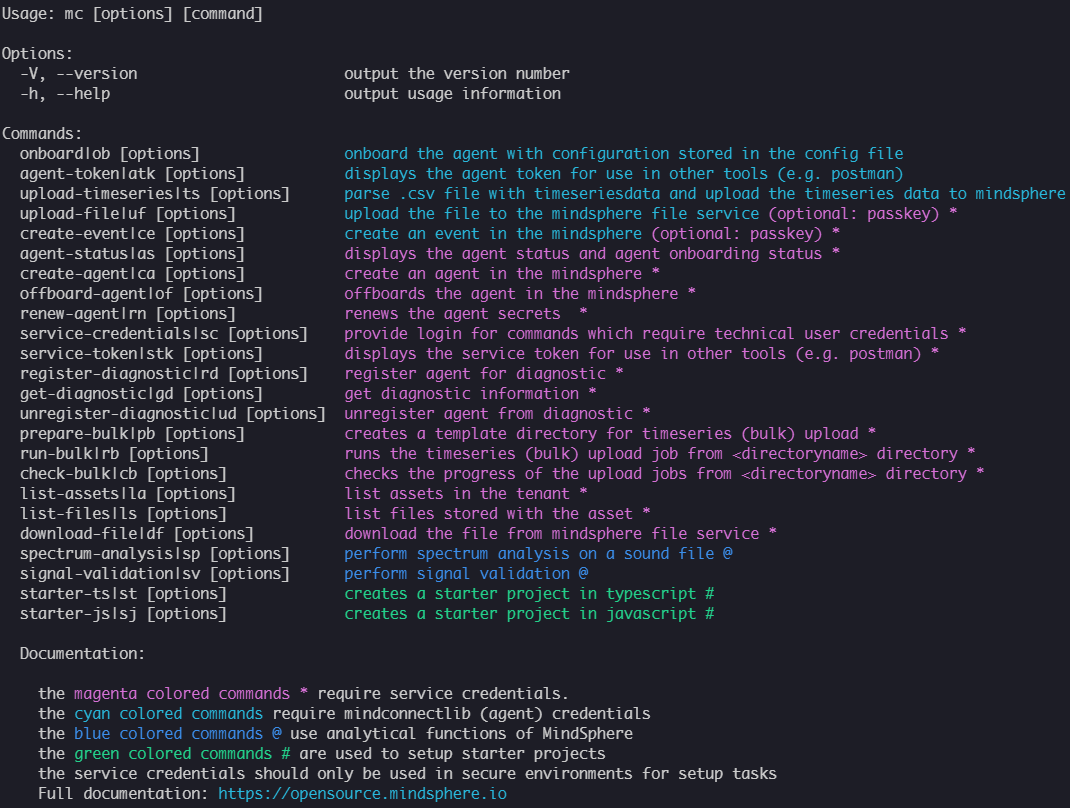 Usage: mc [options] [command]
Options:
-V, --version output the version number
-h, --help output usage information
Commands:
onboard|ob [options] onboard the agent with configuration stored in the config file
agent-token|atk [options] displays the agent token for use in other tools (e.g. postman)
upload-timeseries|ts [options] parse .csv file with timeseriesdata and upload the timeseries data to mindsphere
upload-file|uf [options] upload the file to the mindsphere file service (optional: passkey) *
create-event|ce [options] create an event in the mindsphere (optional: passkey) *
agent-status|as [options] displays the agent status and agent onboarding status *
create-agent|ca [options] create an agent in the mindsphere *
offboard-agent|of [options] offboards the agent in the mindsphere *
renew-agent|rn [options] renews the agent secrets  *
service-credentials|sc [options] provide login for commands which require technical user credentials *
service-token|stk [options] displays the service token for use in other tools (e.g. postman) *
register-diagnostic|rd [options] register agent for diagnostic *
get-diagnostic|gd [options] get diagnostic information *
unregister-diagnostic|ud [options] unregister agent from diagnostic *
prepare-bulk|pb [options] creates a template directory for timeseries (bulk) upload *
run-bulk|rb [options] runs the timeseries (bulk) upload job from <directoryname> directory *
check-bulk|cb [options] checks the progress of the upload jobs from <directoryname> directory *
list-assets|la [options] list assets in the tenant *
list-files|ls [options] list files stored with the asset *
download-file|df [options] download the file from mindsphere file service *
spectrum-analysis|sp [options] perform spectrum analysis on a sound file @
signal-validation|sv [options] perform signal validation @
starter-ts|st [options] creates a starter project in typescript #
starter-js|sj [options] creates a starter project in javascript #
Documentation:
the magenta colored commands * require service credentials.
the cyan colored commands require mindconnectlib (agent) credentials
the blue colored commands @ use analytical functions of MindSphere
the green colored commands # are used to setup starter projects
the service credentials should only be used in secure environments for setup tasks
Full documentation: https://opensource.mindsphere.io